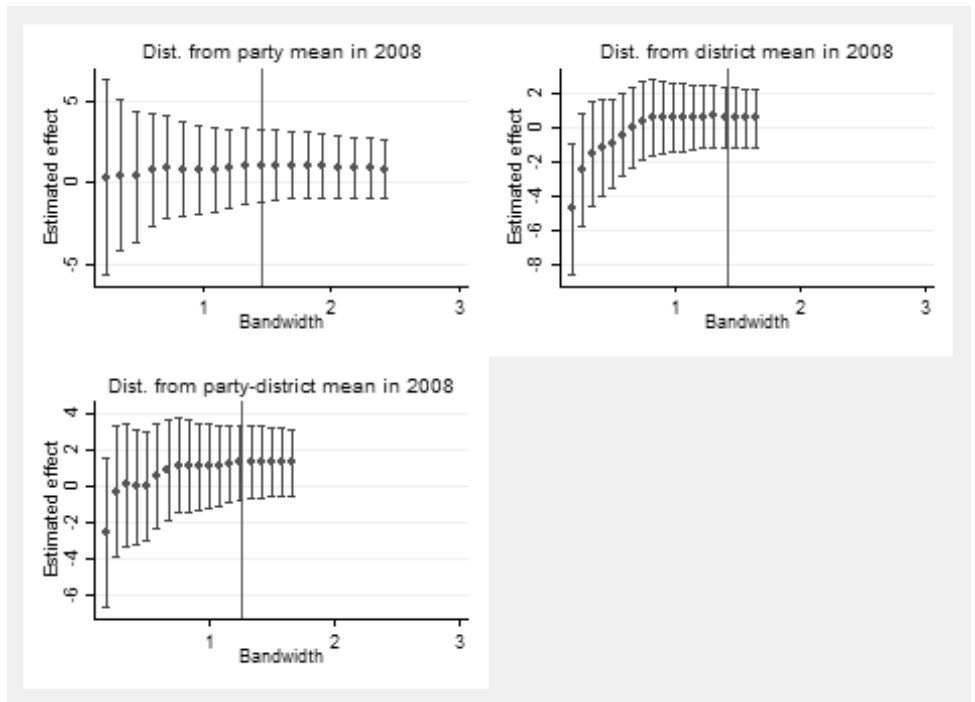 Dist. from party mean in 2008
Estimated effect
5
0
-5
1 2 3
Bandwidth
Dist. from district mean in 2008
Estimated effect
2
0
-2
-4
-6
-8
1 2 3
Bandwidth
Dist. from party-district mean in 2008
Estimated effect
4
2
0
-2
-4
-6
1 2 3
Bandwidth